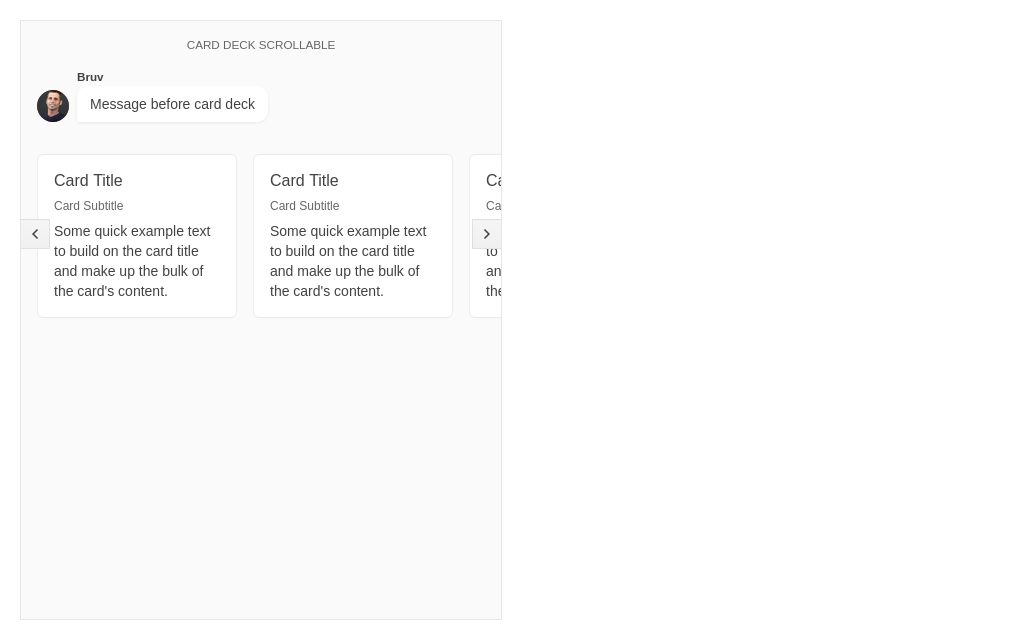 CARD DECK SCROLLABLE
Bruv
Message before card deck
Card Title
Card Subtitle
Some quick example text
to build on the card title
and make up the bulk of
the card's content.
Card Title
Card Subtitle
Some quick example text
to build on the card title
and make up the bulk of
the card's content.
Ca
Ca
to
an
the